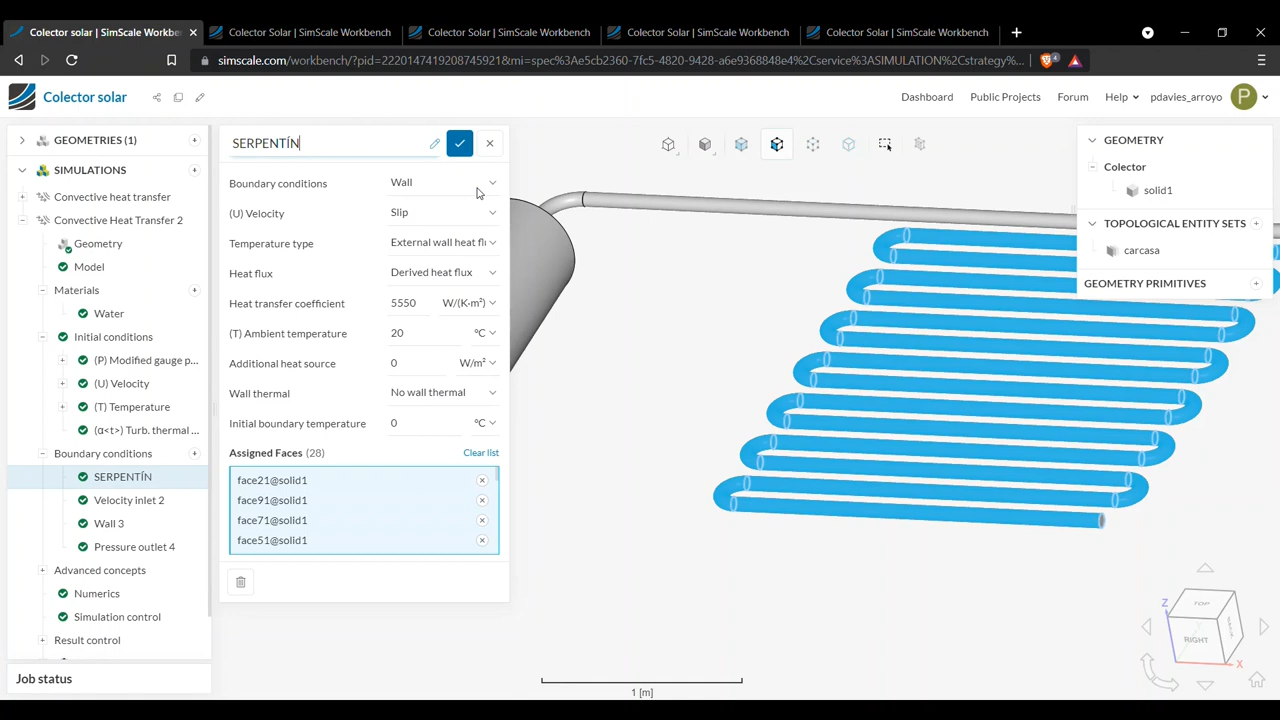 Colector solar | SimScale Workbe
Colector Solar | SimScale Workbench
Colector Solar | SimScale Workbench
Colector Solar | SimScale Workbench
Colector Solar | SimScale Workbench
simscale.com/workbench/?pid=2220147419208745921&mi=spec%3Ae5cb2360-7fc5-4820-9428-a6e9368848e4%2Cservice%3ASIMULATION%2Cstrategy%...
4
Colector solar
Dashboard
Public Projects
Forum
Help
pdavies_arroyo
P
GEOMETRIES (1)
SIMULATIONS
Convective heat transfer
Convective Heat Transfer 2
Geometry
Model
Materials
Water
Initial conditions
(P) Modified gauge p...
(U) Velocity
(T) Temperature
(α<t>) Turb. thermal ...
Boundary conditions
SERPENTÍN
Velocity inlet 2
Wall 3
Pressure outlet 4
Advanced concepts
Numerics
Simulation control
Result control
Job status
SERPENTÍN
Boundary conditions Wall
(U) Velocity Slip
Temperature type External wall heat flu
Heat flux Derived heat flux
Heat transfer coefficient 5550 W/(K·m²)
(T) Ambient temperature 20 °C
Additional heat source 0 W/m²
Wall thermal No wall thermal
Initial boundary temperature 0 °C
Assigned Faces (28) Clear list
face21@solid1
face91@solid1
face71@solid1
face51@solid1
GEOMETRY
Colector
solid1
TOPOLOGICAL ENTITY SETS
carcasa
GEOMETRY PRIMITIVES
Z
TOP
RIGHT
BACK
X
1 [m]